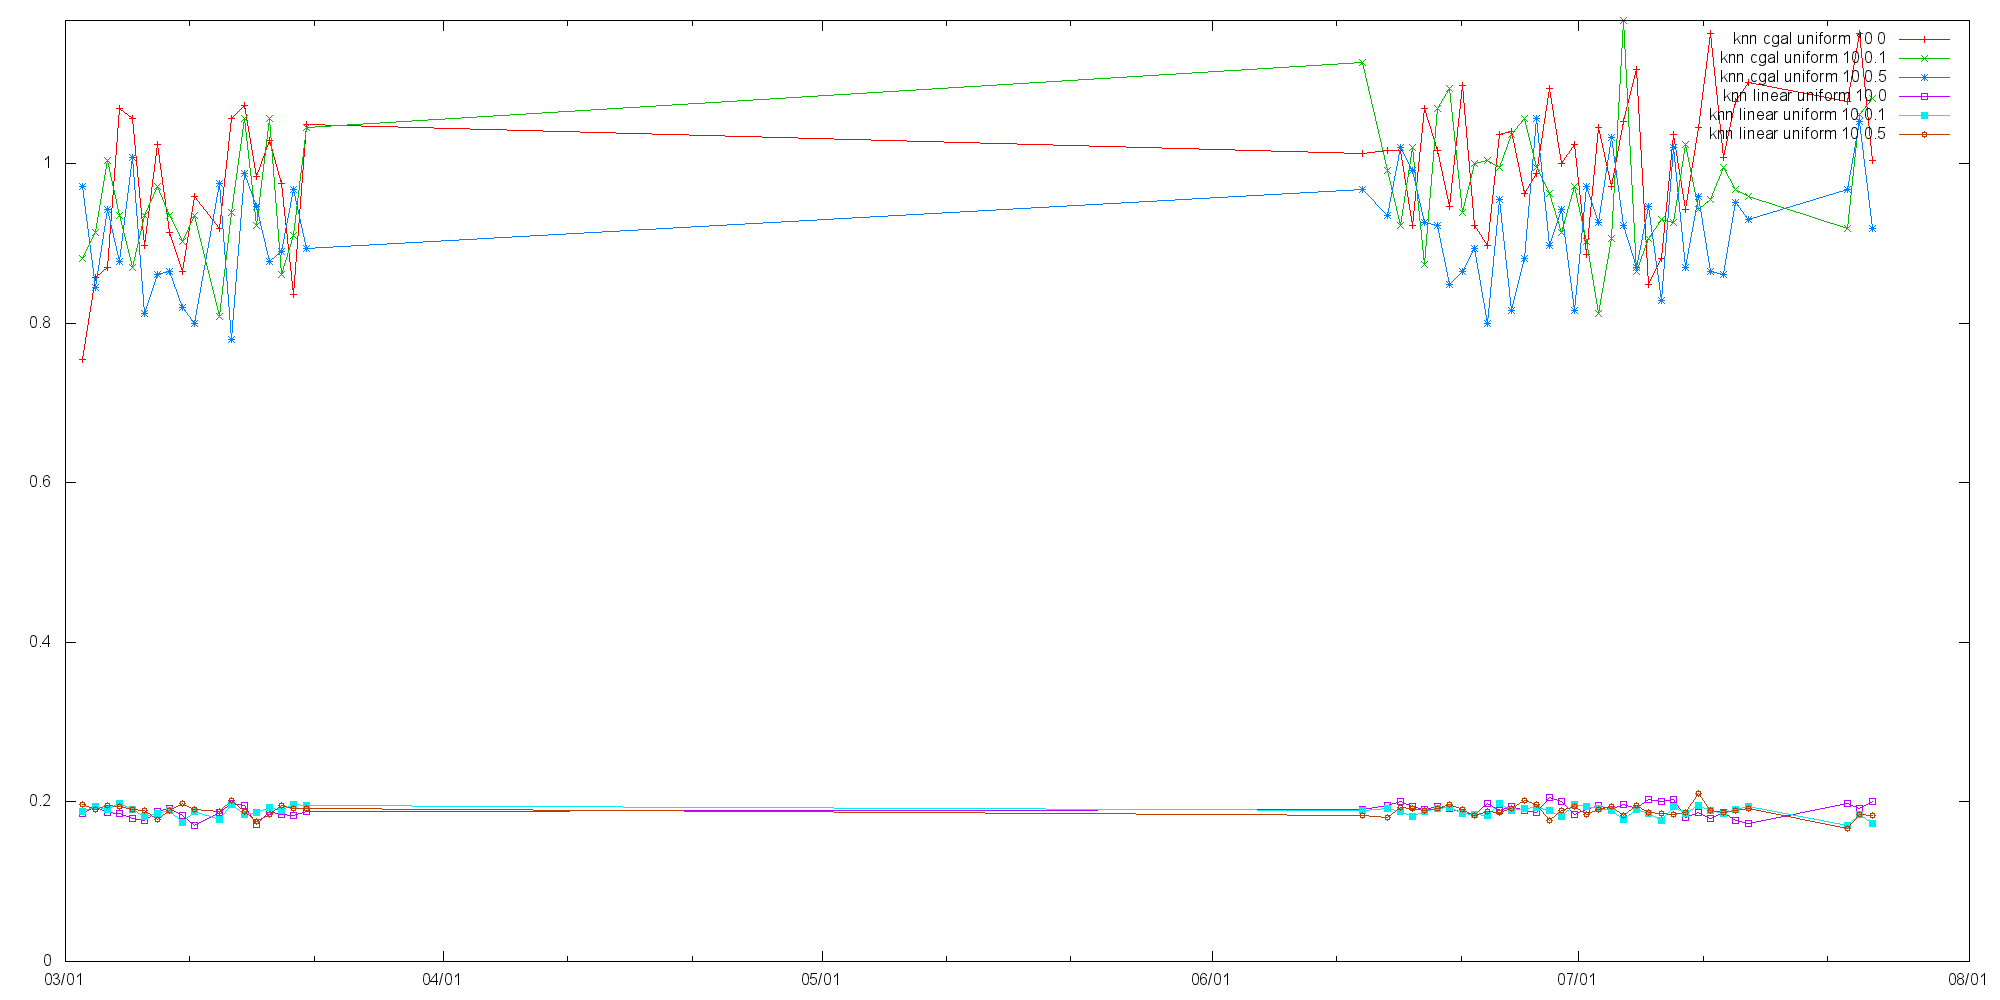 knn cgal uniform 10 0
knn cgal uniform 10 0.1
knn cgal uniform 10 0.5
knn linear uniform 10 0
knn linear uniform 10 0.1
knn linear uniform 10 0.5
1
0.8
0.6
0.4
0.2
0
03/01 04/01 05/01 06/01 07/01 08/01